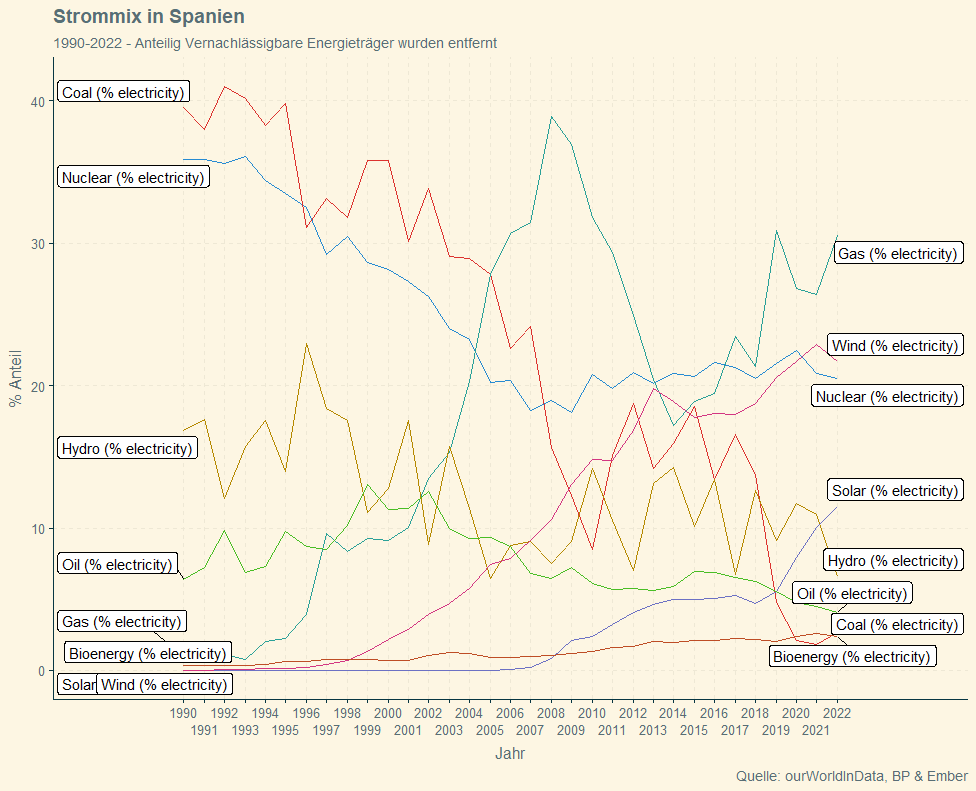 Strommix in Spanien
1990-2022 - Anteilig Vernachlässigbare Energieträger wurden entfernt
Coal (% electricity)
Nuclear (% electricity)
Hydro (% electricity)
Oil (% electricity)
Gas (% electricity)
Bioenergy (% electricity)
Solar
Wind (% electricity)
Gas (% electricity)
Wind (% electricity)
Nuclear (% electricity)
Solar (% electricity)
Hydro (% electricity)
Oil (% electricity)
Coal (% electricity)
Bioenergy (% electricity)
40
30
20
10
0
% Anteil
1990 1992 1994 1996 1998 2000 2002 2004 2006 2008 2010 2012 2014 2016 2018 2020 2022
1991 1993 1995 1997 1999 2001 2003 2005 2007 2009 2011 2013 2015 2017 2019 2021
Jahr
Quelle: ourWorldInData, BP & Ember